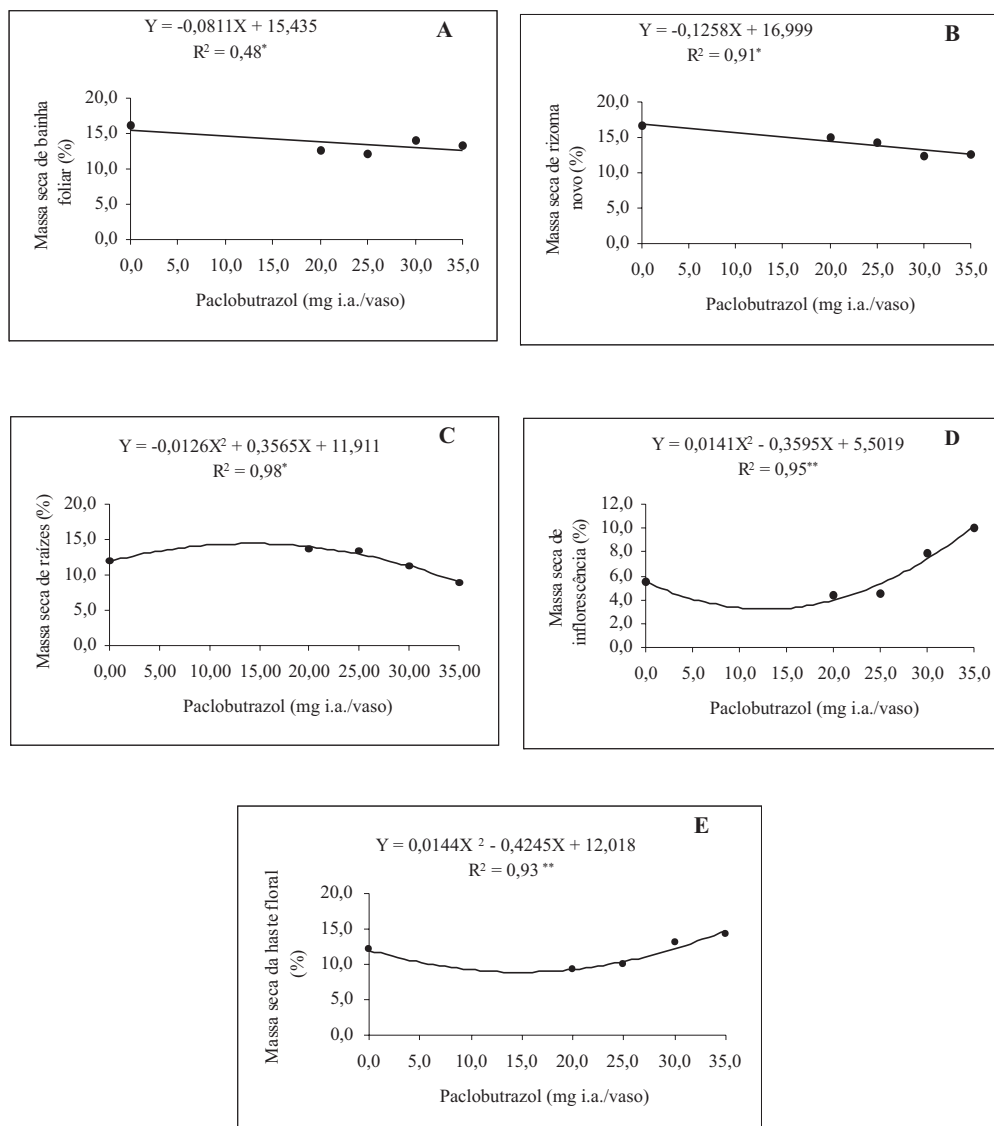 Y = -0,0811X + 15,435
A
R² = 0,48*
20,0
15,0
10,0
5,0
0,0
Massa seca de bainha
foliar (%)
0,0 5,0 10,0 15,0 20,0 25,0 30,0 35,0
Paclobutrazol (mg i.a./vaso)
Y = -0,1258X + 16,999
B
R² = 0,91*
20,0
15,0
10,0
5,0
0,0
Massa seca de rizoma
novo (%)
0,0 5,0 10,0 15,0 20,0 25,0 30,0 35,0
Paclobutrazol (mg i.a./vaso)
Y = -0,0126X² + 0,3565X + 11,911
C
R² = 0,98*
20,0
15,0
10,0
5,0
0,0
Massa seca de raízes (%)
0,00 5,00 10,00 15,00 20,00 25,00 30,00 35,00
Paclobutrazol (mg i.a./vaso)
Y = 0,0141X² - 0,3595X + 5,5019
D
R² = 0,95**
12,0
10,0
8,0
6,0
4,0
2,0
0,0
Massa seca de
inflorescência (%)
0,0 5,0 10,0 15,0 20,0 25,0 30,0 35,0
Paclobutrazol (mg i.a./vaso)
E
Y = 0,0144X ² - 0,4245X + 12,018
R² = 0,93 **
20,0
15,0
10,0
5,0
0,0
Massa seca da haste floral
(%)
0,0 5,0 10,0 15,0 20,0 25,0 30,0 35,0
Paclobutrazol (mg i.a./vaso)